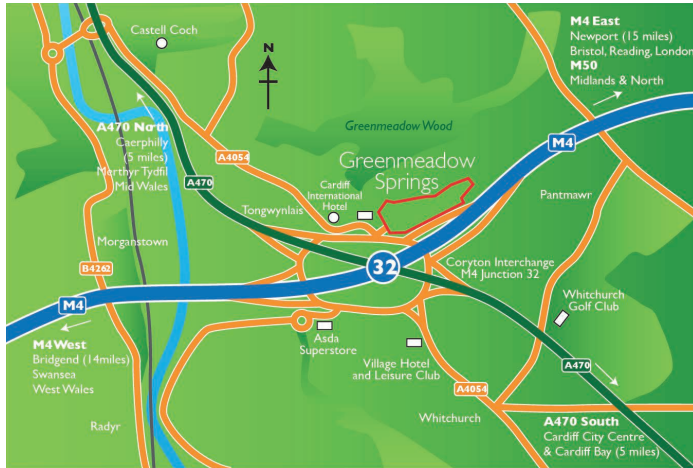 Castell Coch
N
M4 East
Newport (15 miles)
Bristol, Reading, London
M50
Midlands & North
A470 North
Caerphilly
(5 miles)
Merthyr Tydfil
Mid Wales
Greenmeadow Wood
M4
A4054
Greenmeadow
Springs
A470
Cardiff
International
Hotel
Tongwynlais
Pantmawr
Morganstown
B4262
32
Coryton Interchange
M4 Junction 32
M4
Whitchurch
Golf Club
M4West
Bridgend (14miles)
Swansea
West Wales
Asda
Superstore
Village Hotel
and Leisure Club
A470
A4054
Whitchurch
Radyr
A470 South
Cardiff City Centre
& Cardiff Bay (5 miles)